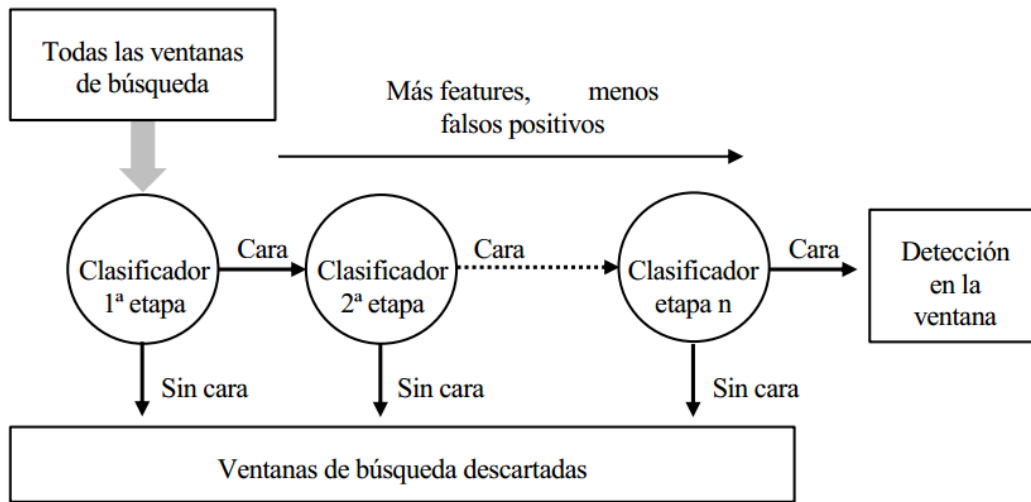 Todas las ventanas
de búsqueda
Más features, menos
falsos positivos
Clasificador
1ª etapa
Cara
Clasificador
2ª etapa
Cara
Clasificador
etapa n
Cara
Detección
en la
ventana
Sin cara
Sin cara
Sin cara
Ventanas de búsqueda descartadas